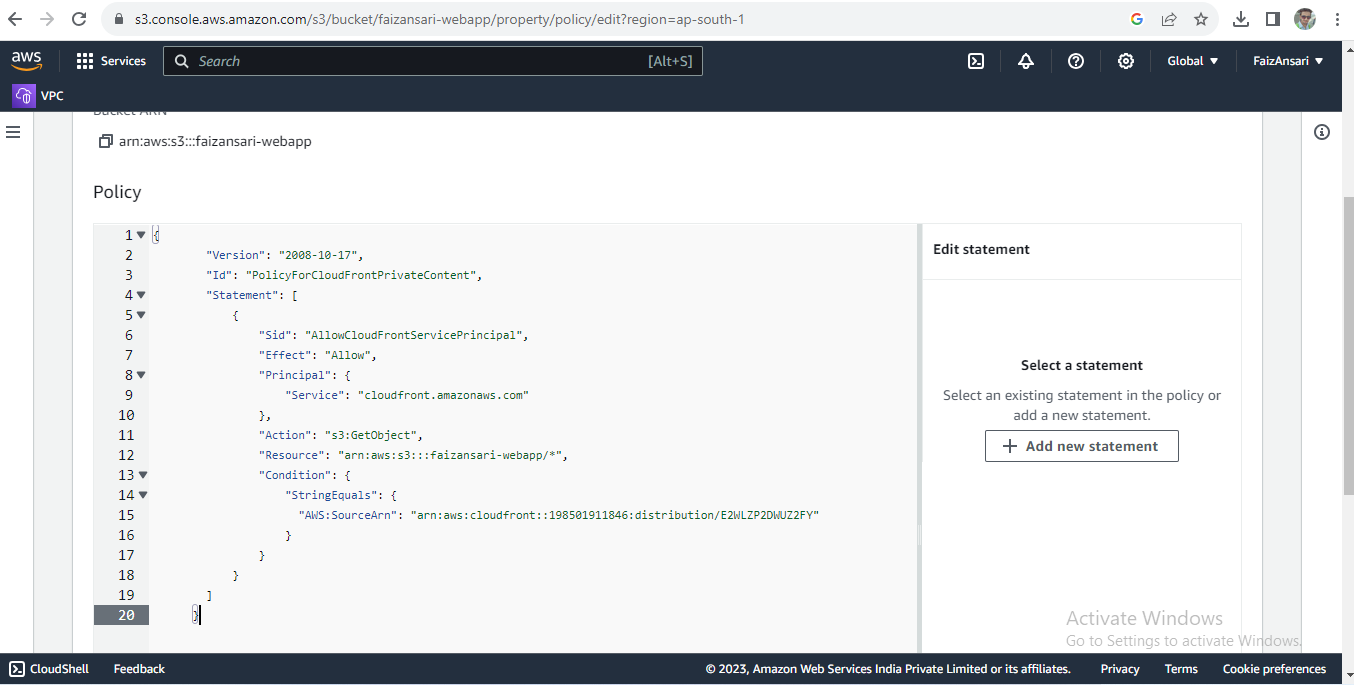 s3.console.aws.amazon.com/s3/bucket/faizansari-webapp/property/policy/edit?region=ap-south-1
aws
Services
Search
[Alt+S]
Global
FaizAnsari
VPC
Bucket ARN
arn:aws:s3:::faizansari-webapp
Policy
1 {
2 "Version": "2008-10-17",
3 "Id": "PolicyForCloudFrontPrivateContent",
4 "Statement": [
5 {
6 "Sid": "AllowCloudFrontServicePrincipal",
7 "Effect": "Allow",
8 "Principal": {
9 "Service": "cloudfront.amazonaws.com"
10 },
11 "Action": "s3:GetObject",
12 "Resource": "arn:aws:s3:::faizansari-webapp/*",
13 "Condition": {
14 "StringEquals": {
15 "AWS:SourceArn": "arn:aws:cloudfront::198501911846:distribution/E2WLZP2DWUZ2FY"
16 }
17 }
18 }
19 ]
20 }
Edit statement
Select a statement
Select an existing statement in the policy or
add a new statement.
+ Add new statement
Activate Windows
Go to Settings to activate Windows.
CloudShell
Feedback
© 2023, Amazon Web Services India Private Limited or its affiliates.
Privacy
Terms
Cookie preferences